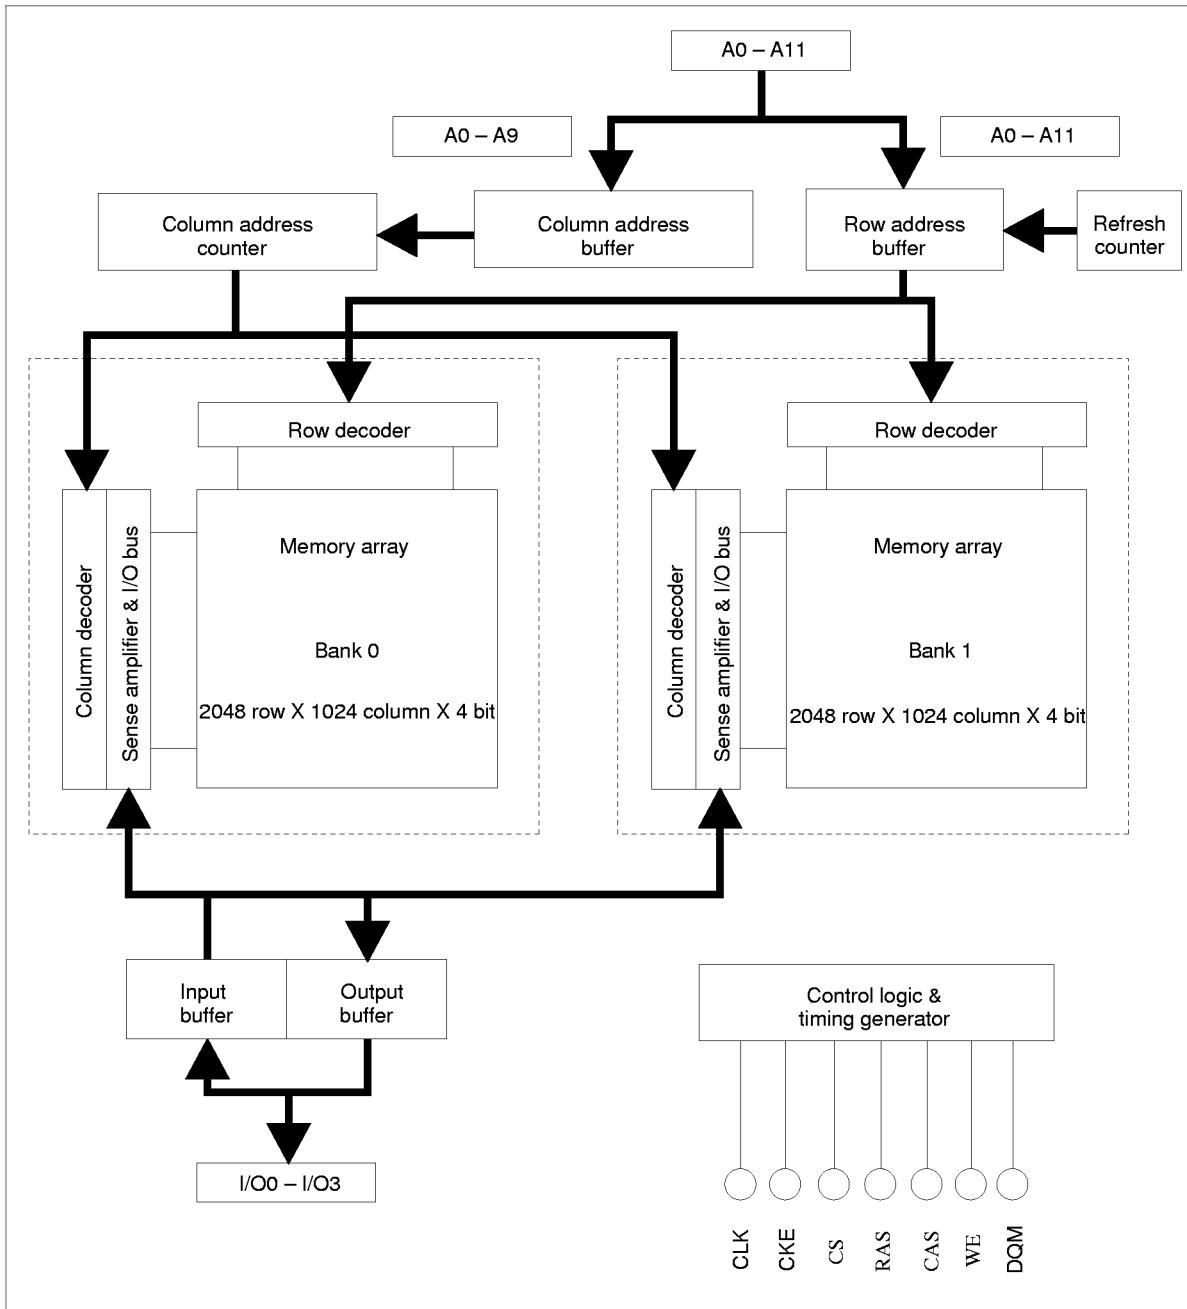 A0 – A11
A0 – A9
A0 – A11
Column address
counter
Column address
buffer
Row address
buffer
Refresh
counter
Row decoder
Row decoder
Column decoder
Sense amplifier & I/O bus
Memory array
Bank 0
2048 row X 1024 column X 4 bit
Column decoder
Sense amplifier & I/O bus
Memory array
Bank 1
2048 row X 1024 column X 4 bit
Input
buffer
Output
buffer
I/O0 – I/O3
Control logic &
timing generator
CLK
CKE
CS
RAS
CAS
WE
DQM